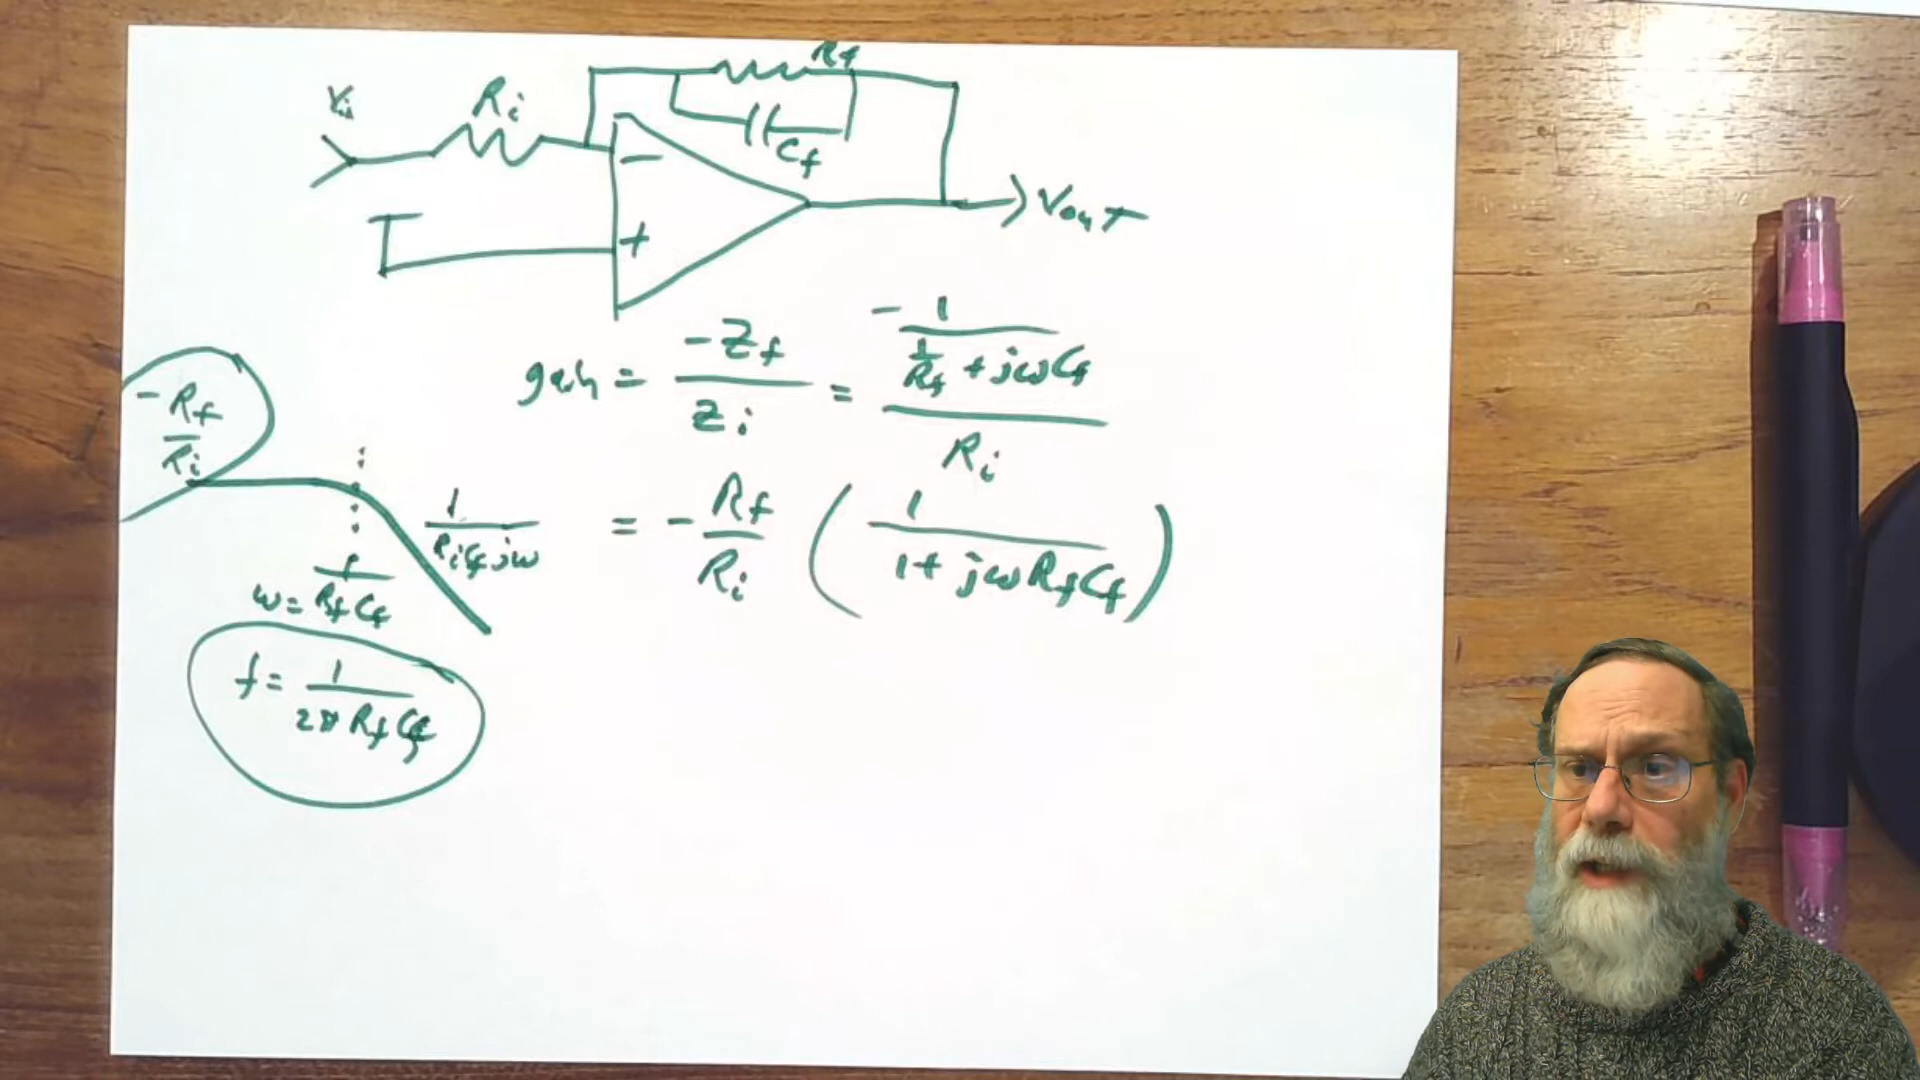 Rf
Vi
Ri
Cf
−
+
Vout
gain = -Zf / Zi = - 1 / (1/Rf + jωCf) / Ri
-Rf / Ri
= - Rf / Ri ( 1 / (1 + jωRfCf) )
1 / (RiCf jω)
ω = 1 / (RfCf)
f = 1 / (2π RfCf)